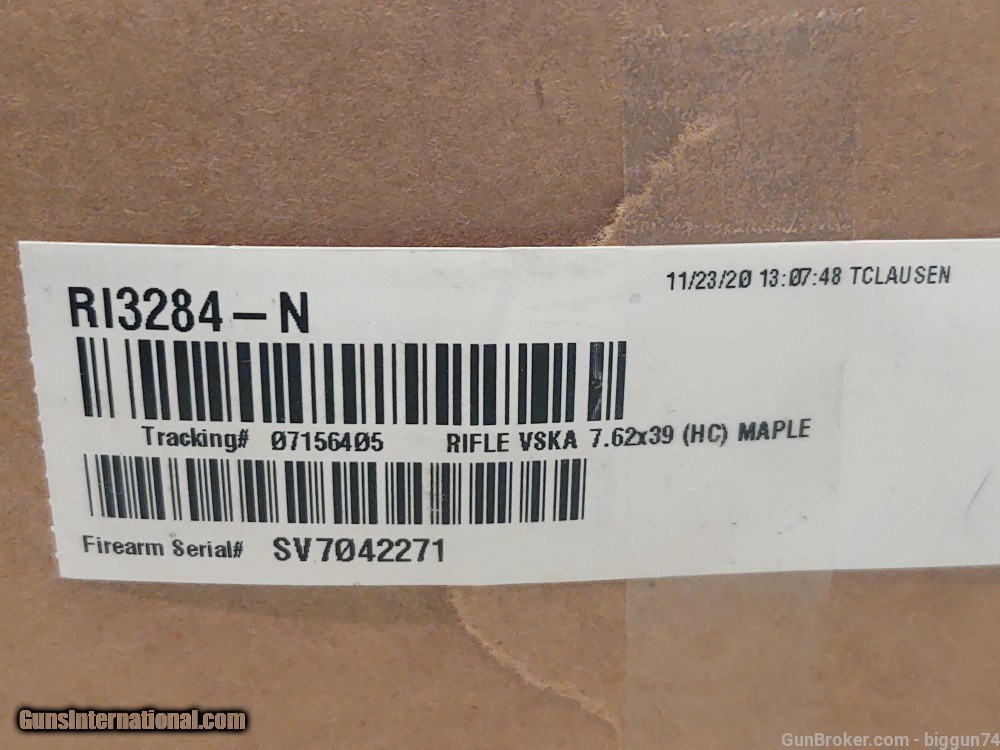 11/23/20 13:07:48 TCLAUSEN
RI3284-N
Tracking# 07156405 RIFLE VSKA 7.62x39 (HC) MAPLE
Firearm Serial# SV7042271
GunsInternational.com
GunBroker.com - biggun74